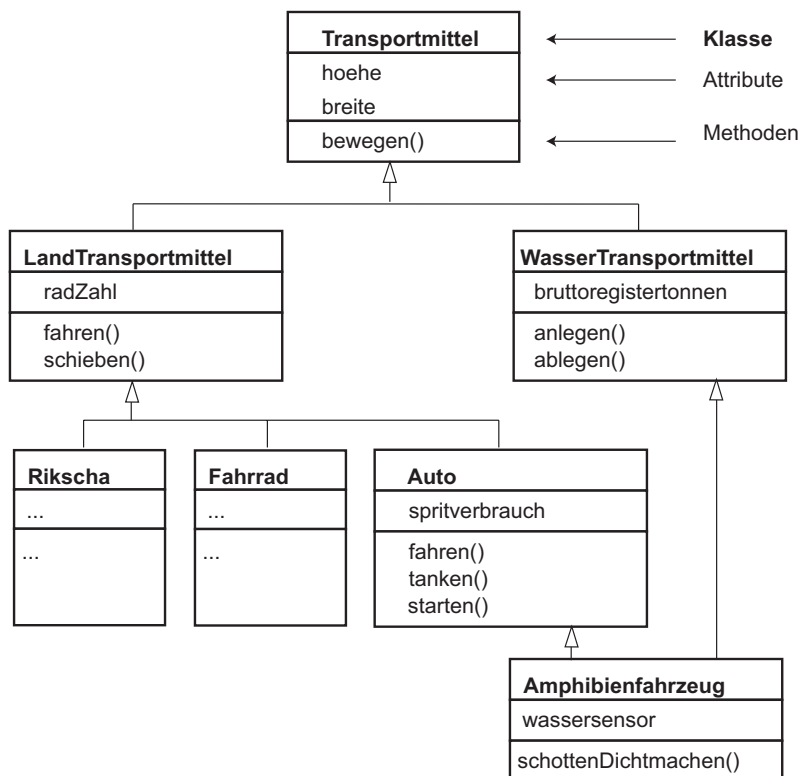 Transportmittel
Klasse
hoehe
Attribute
breite
bewegen()
Methoden
LandTransportmittel
radZahl
fahren()
schieben()
WasserTransportmittel
bruttoregistertonnen
anlegen()
ablegen()
Rikscha
...
...
Fahrrad
...
...
Auto
spritverbrauch
fahren()
tanken()
starten()
Amphibienfahrzeug
wassersensor
schottenDichtmachen()